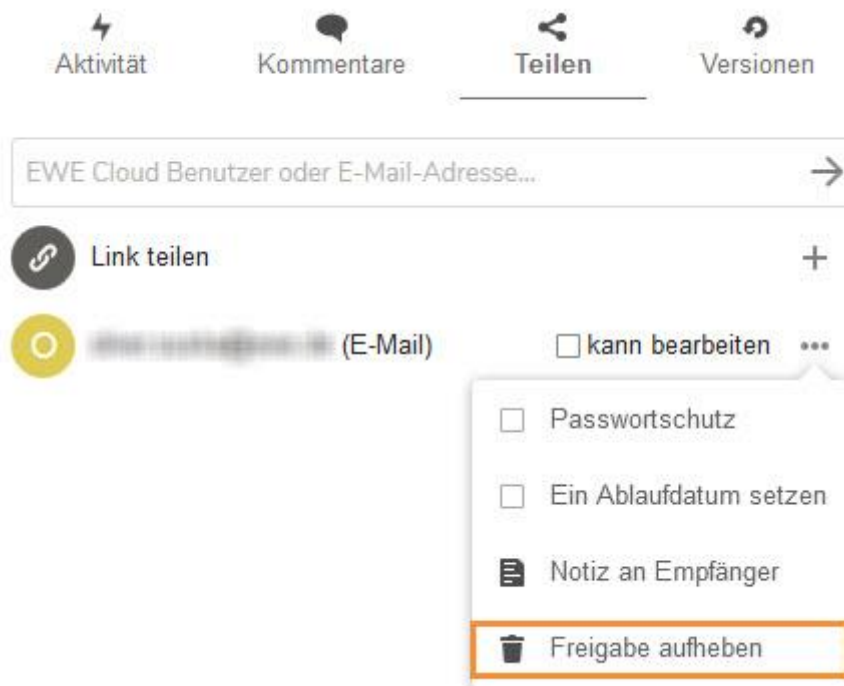 Aktivität Kommentare Teilen Versionen
EWE Cloud Benutzer oder E-Mail-Adresse...
Link teilen
O (E-Mail) kann bearbeiten
Passwortschutz
Ein Ablaufdatum setzen
Notiz an Empfänger
Freigabe aufheben